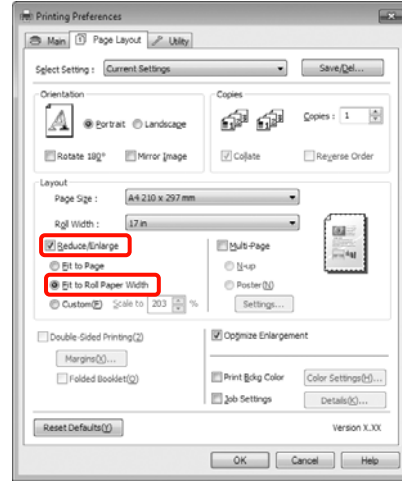 Printing Preferences
Main Page Layout Utility
Select Setting : Current Settings Save/Del...
Orientation
A Portrait Landscape
Rotate 180° Mirror Image
Copies
Copies : 1
Collate Reverse Order
Layout
Page Size : A4 210 x 297 mm
Roll Width : 17 in
Reduce/Enlarge
Fit to Page
Fit to Roll Paper Width
Custom(F) Scale to 203 %
Multi-Page
N-up
Poster(N)
Settings...
Double-Sided Printing(2)
Margins(X)...
Folded Booklet(Q)
Optimize Enlargement
Print Bckg Color Color Settings(H)...
Job Settings Details(K)...
Reset Defaults(Y) Version X.XX
OK Cancel Help